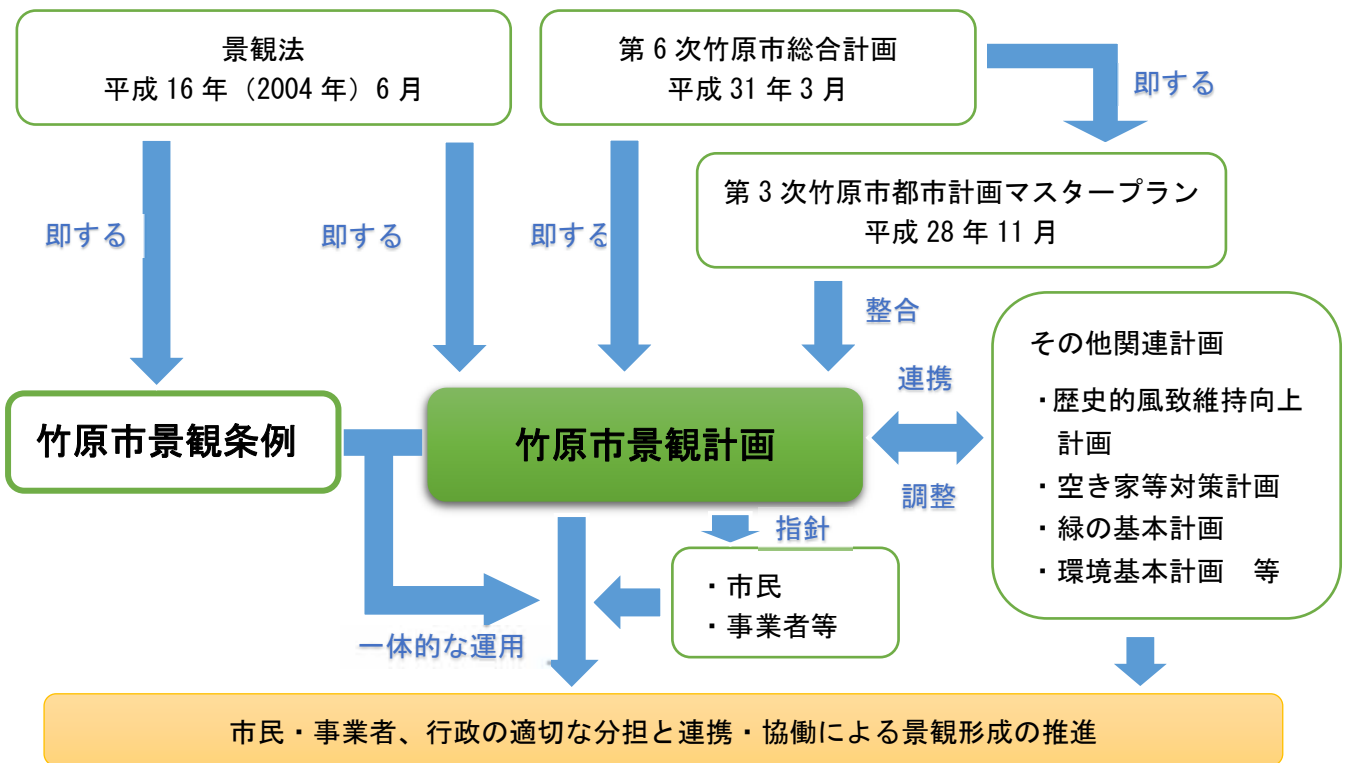 景観法
平成 16 年（2004 年）6 月
第 6 次竹原市総合計画
平成 31 年 3 月
即する
第 3 次竹原市都市計画マスタープラン
平成 28 年 11 月
即する
即する
即する
整合
その他関連計画
・歴史的風致維持向上
計画
・空き家等対策計画
・緑の基本計画
・環境基本計画　等
連携
調整
竹原市景観条例
竹原市景観計画
指針
・市民
・事業者等
一体的な運用
市民・事業者、行政の適切な分担と連携・協働による景観形成の推進